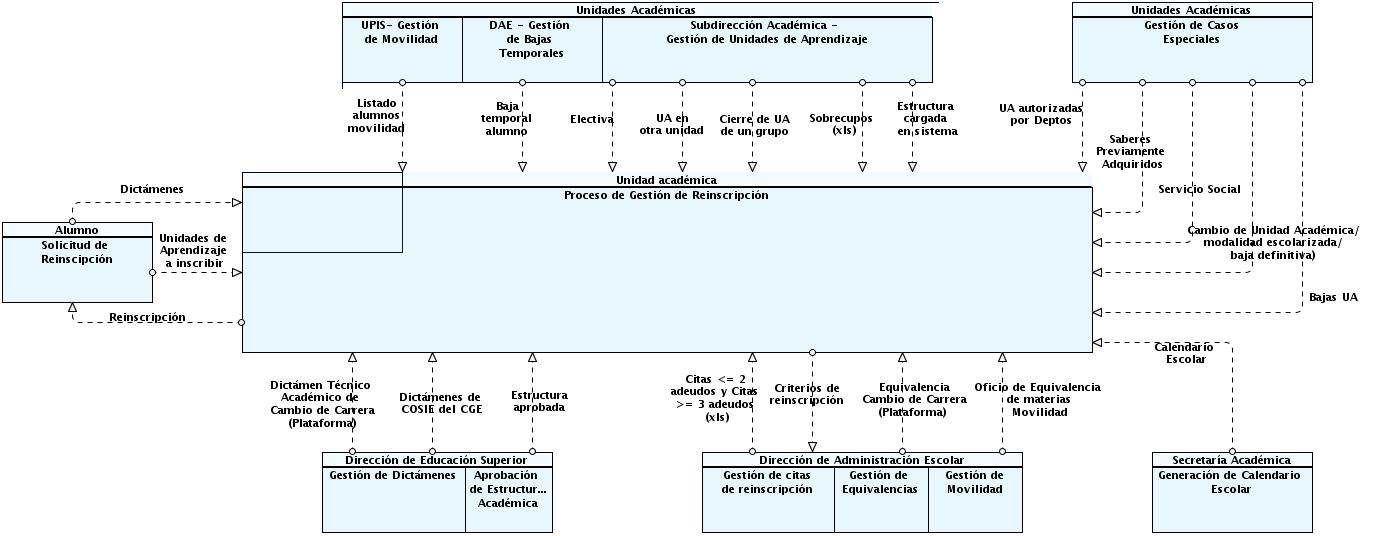 Unidades Académicas
UPIS- Gestión
de Movilidad
DAE - Gestión
de Bajas
Temporales
Subdirección Académica -
Gestión de Unidades de Aprendizaje
Unidades Académicas
Gestión de Casos
Especiales
Listado
alumnos
movilidad
Baja
temporal
alumno
Electiva
UA en
otra unidad
Cierre de UA
de un grupo
Sobrecupos
(xls)
Estructura
cargada
en sistema
UA autorizadas
por Deptos
Saberes
Previamente
Adquiridos
Servicio Social
Cambio de Unidad Académica/
modalidad escolarizada/
baja definitiva)
Bajas UA
Calendario
Escolar
Unidad académica
Proceso de Gestión de Reinscripción
Dictámenes
Alumno
Solicitud de
Reinscipción
Unidades de
Aprendizaje
a inscribir
Reinscripción
Dictámen Técnico
Académico de
Cambio de Carrera
(Plataforma)
Dictámenes de
COSIE del CGE
Estructura
aprobada
Citas <= 2
adeudos y Citas
>= 3 adeudos
(xls)
Criterios de
reinscripción
Equivalencia
Cambio de Carrera
(Plataforma)
Oficio de Equivalencia
de materias
Movilidad
Dirección de Educación Superior
Gestión de Dictámenes
Aprobación
de Estructur...
Académica
Dirección de Administración Escolar
Gestión de citas
de reinscripción
Gestión de
Equivalencias
Gestión de
Movilidad
Secretaría Académica
Generación de Calendario
Escolar